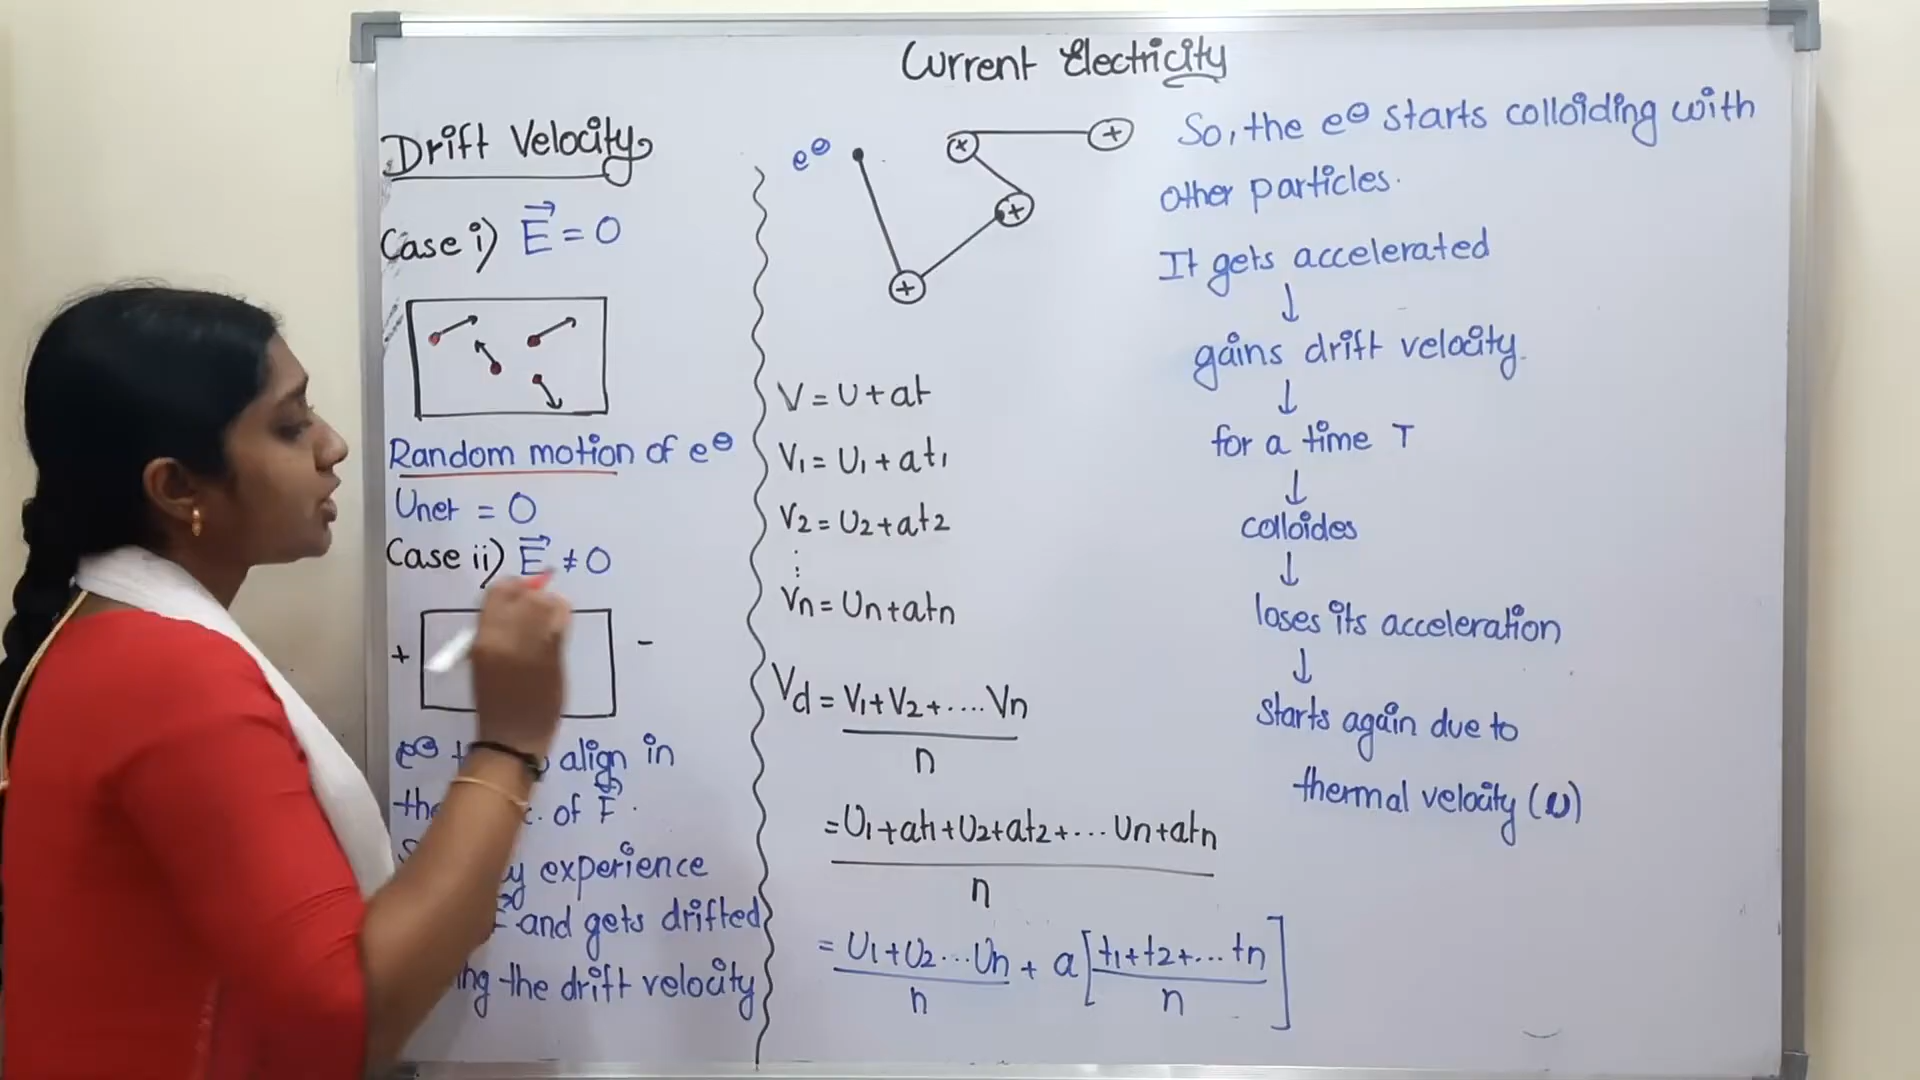 Current Electricity
Drift Velocity
Case i) E⃗ = 0
Random motion of e⊖
Unet = 0
Case ii) E⃗ ≠ 0
+ -
e⊖ align in
of F⃗.
experience
and gets drifted
the drift velocity
e⊖
+
+
+
+
V = U + at
V1 = U1 + at1
V2 = U2 + at2
⋮
Vn = Un + atn
Vd = V1 + V2 + .... Vn
n
= U1 + at1 + U2 + at2 + ... Un + atn
n
= U1 + U2 ... Un + a[t1 + t2 + ... tn]
n n
So, the e⊖ starts colloiding with
other particles.
It gets accelerated
↓
gains drift velocity.
↓
for a time T
↓
colloides
↓
loses its acceleration
↓
starts again due to
thermal velocity (U)